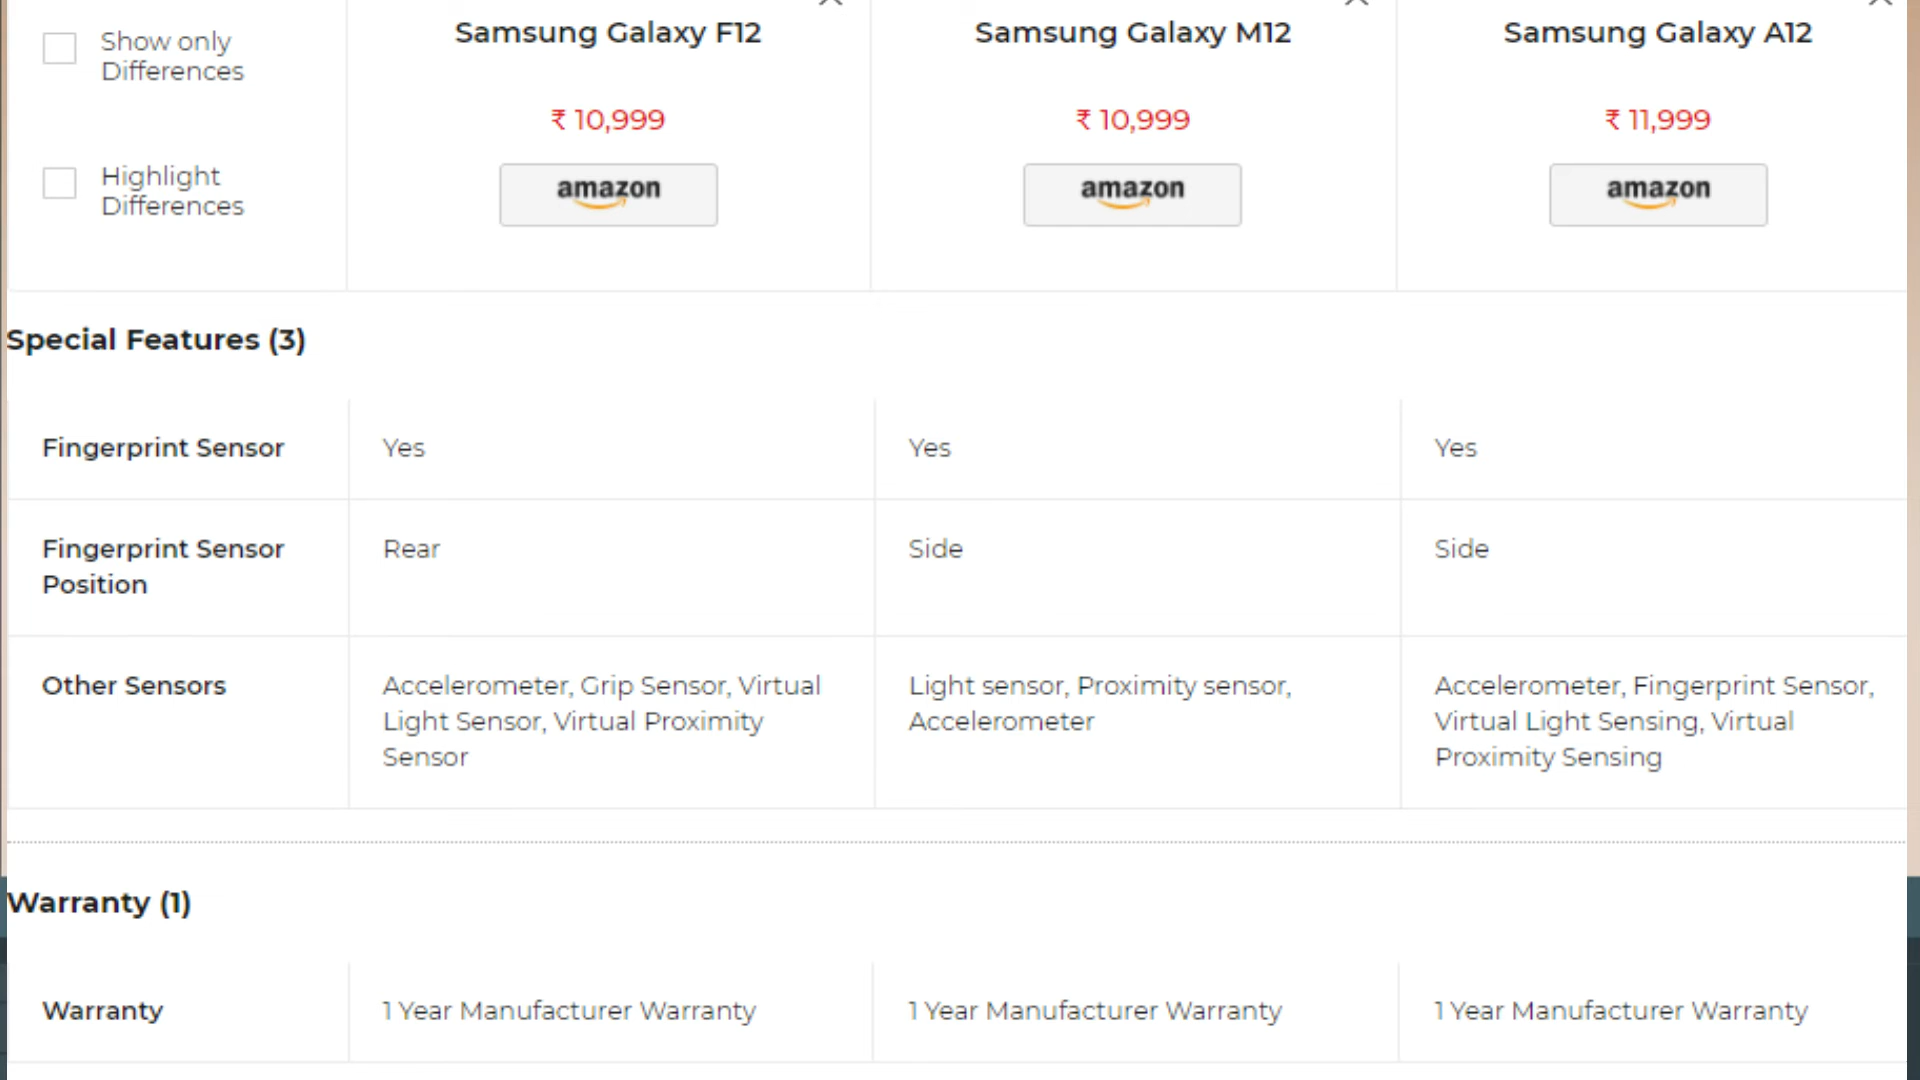 Show only
Differences
Highlight
Differences
Samsung Galaxy F12
₹ 10,999
amazon
Samsung Galaxy M12
₹ 10,999
amazon
Samsung Galaxy A12
₹ 11,999
amazon
Special Features (3)
Fingerprint Sensor
Yes
Yes
Yes
Fingerprint Sensor
Position
Rear
Side
Side
Other Sensors
Accelerometer, Grip Sensor, Virtual
Light Sensor, Virtual Proximity
Sensor
Light sensor, Proximity sensor,
Accelerometer
Accelerometer, Fingerprint Sensor,
Virtual Light Sensing, Virtual
Proximity Sensing
Warranty (1)
Warranty
1 Year Manufacturer Warranty
1 Year Manufacturer Warranty
1 Year Manufacturer Warranty